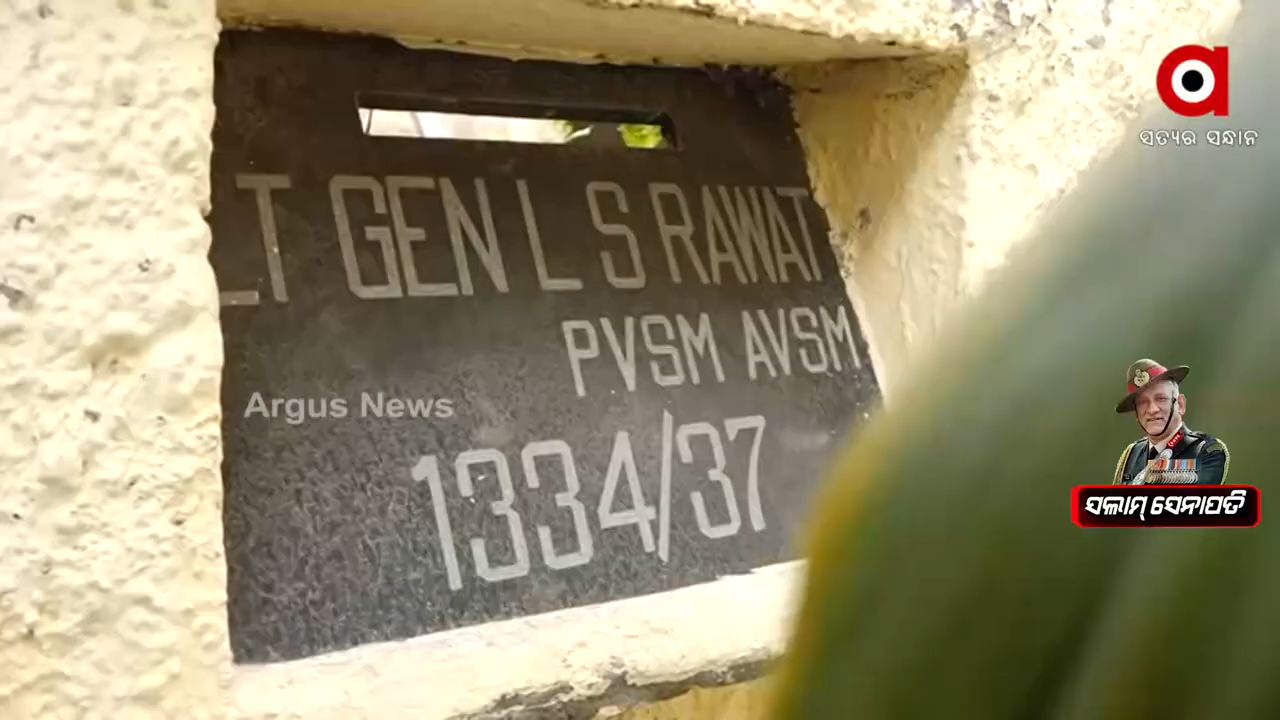 ସତ୍ୟର ସନ୍ଧାନ
LT GEN L S RAWAT
PVSM AVSM
Argus News
1334/37
ସଲାମ୍ ସେନାପତି